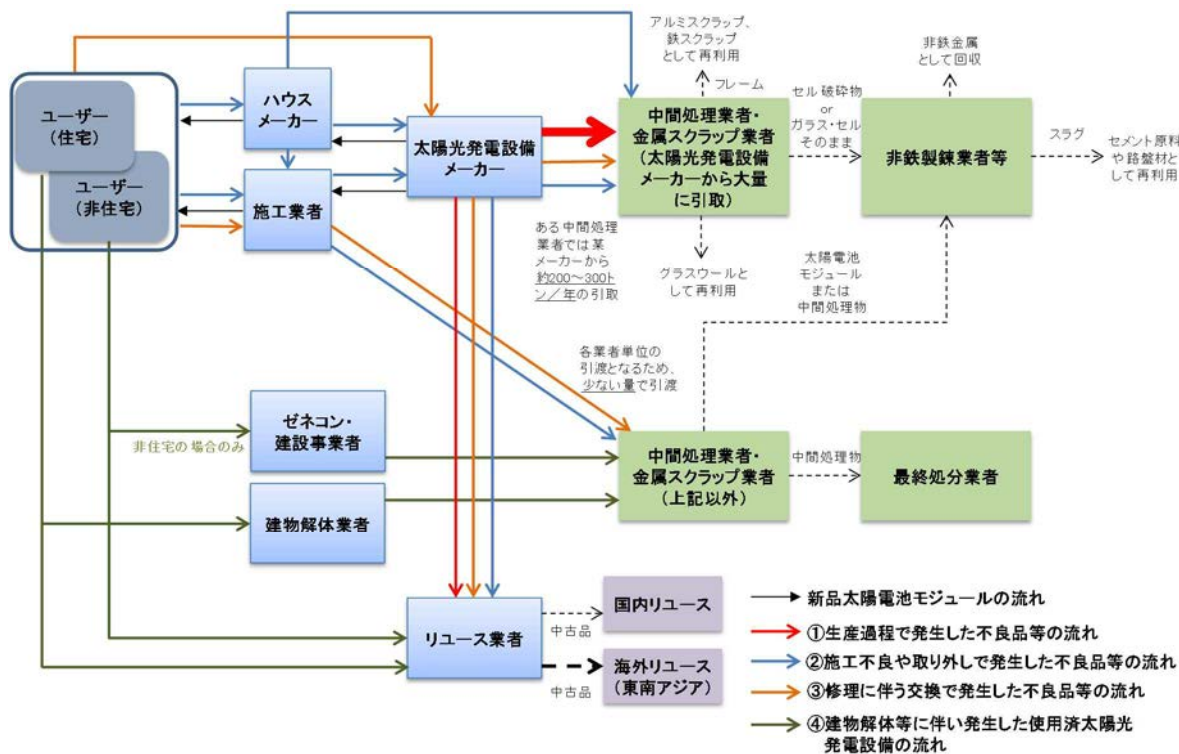 ユーザー
(住宅)
ユーザー
(非住宅)
ハウス
メーカー
施工業者
太陽光発電設備
メーカー
アルミスクラップ、
鉄スクラップ
として再利用
フレーム
中間処理業者・
金属スクラップ業者
(太陽光発電設備
メーカーから大量
に引取)
セル破砕物
or
ガラス・セル
そのまま
非鉄金属
として回収
非鉄製錬業者等
スラグ
セメント原料
や路盤材と
して再利用
ある中間処理
業者では某
メーカーから
約200~300ト
ン/年の引取
グラスウールと
して再利用
太陽電池
モジュール
または
中間処理物
各業者単位の
引渡となるため、
少ない量で引渡
非住宅の場合のみ
ゼネコン・
建設事業者
建物解体業者
中間処理業者・
金属スクラップ業者
(上記以外)
中間処理物
最終処分業者
リユース業者
中古品
国内リユース
中古品
海外リユース
(東南アジア)
新品太陽電池モジュールの流れ
①生産過程で発生した不良品等の流れ
②施工不良や取り外しで発生した不良品等の流れ
③修理に伴う交換で発生した不良品等の流れ
④建物解体等に伴い発生した使用済太陽光
発電設備の流れ